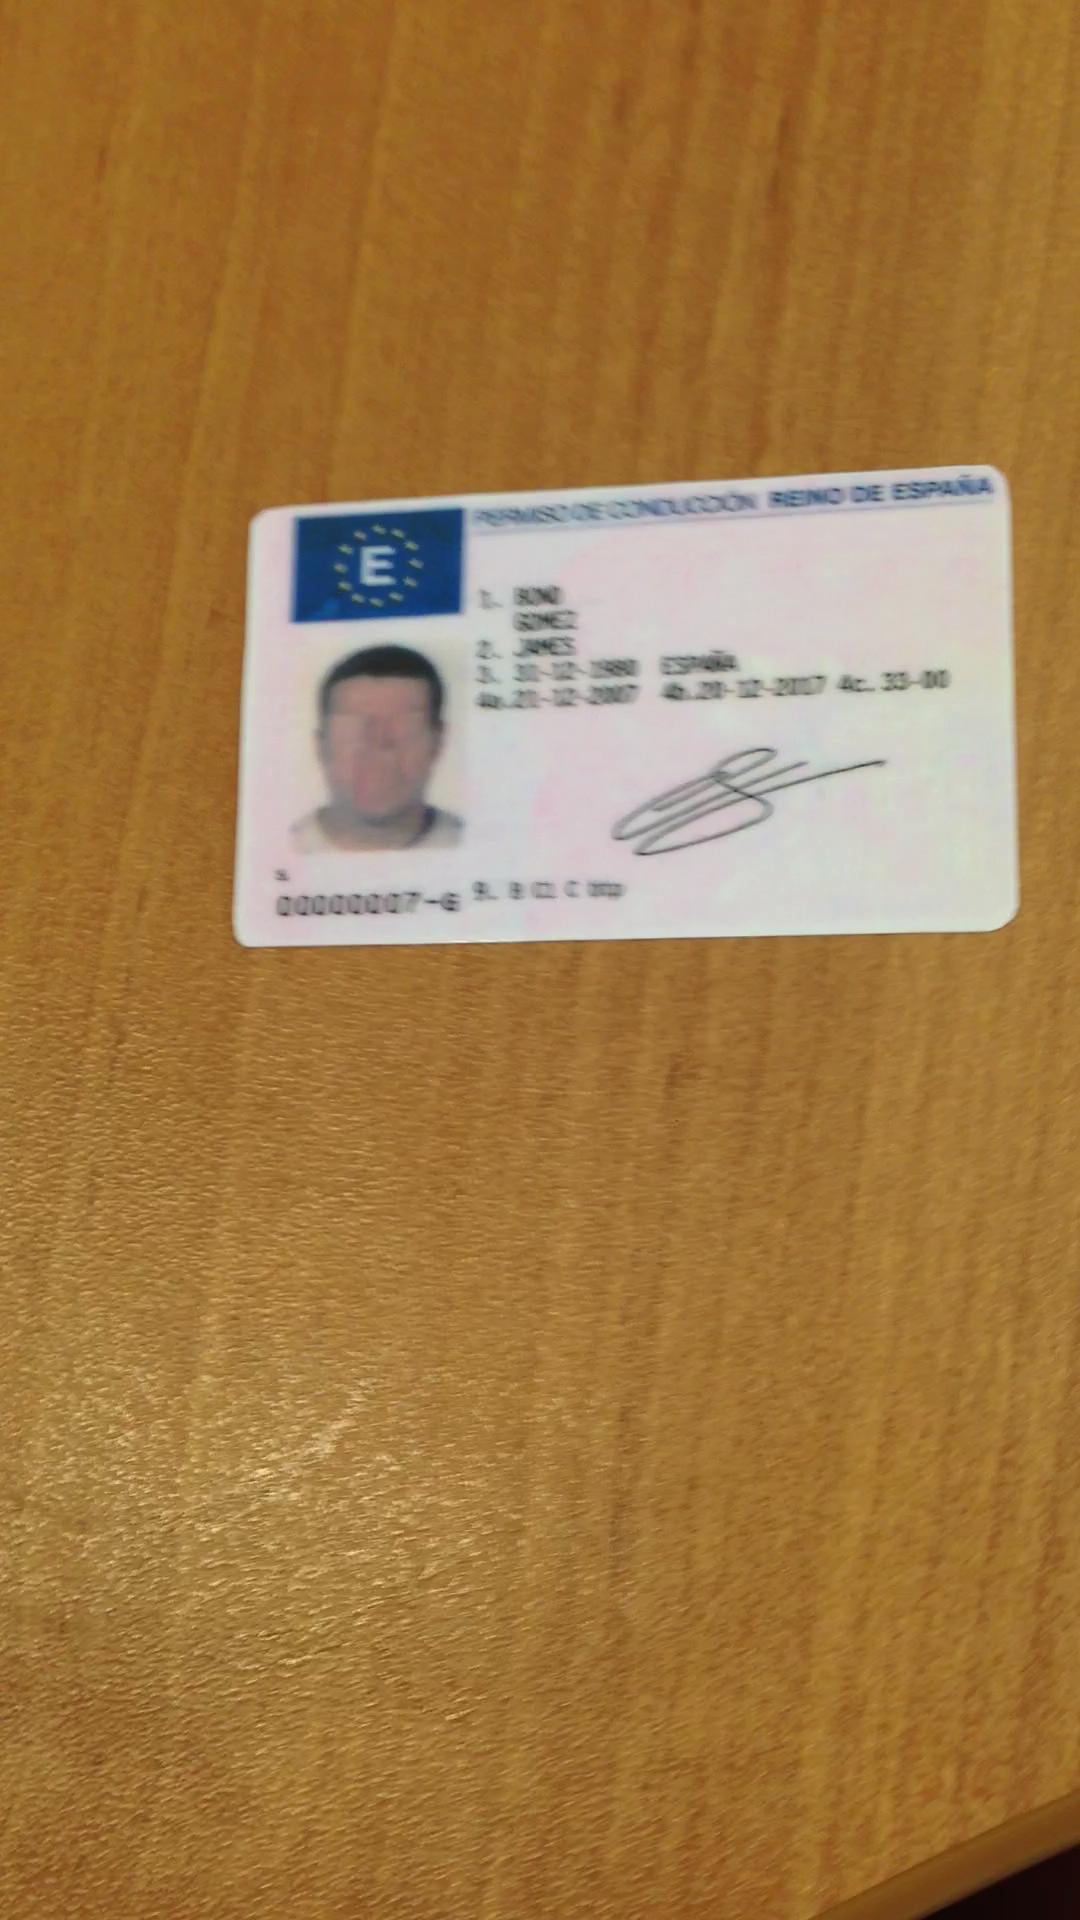 E
PERMISO DE CONDUCCIÓN REINO DE ESPAÑA
1. BOND
GOMEZ
2. JAMES
3. 31-12-1980 ESPAÑA
4a.21-12-2007 4b.20-12-2017 4c.33-00
5.
00000007-G
9. B C1 C btp